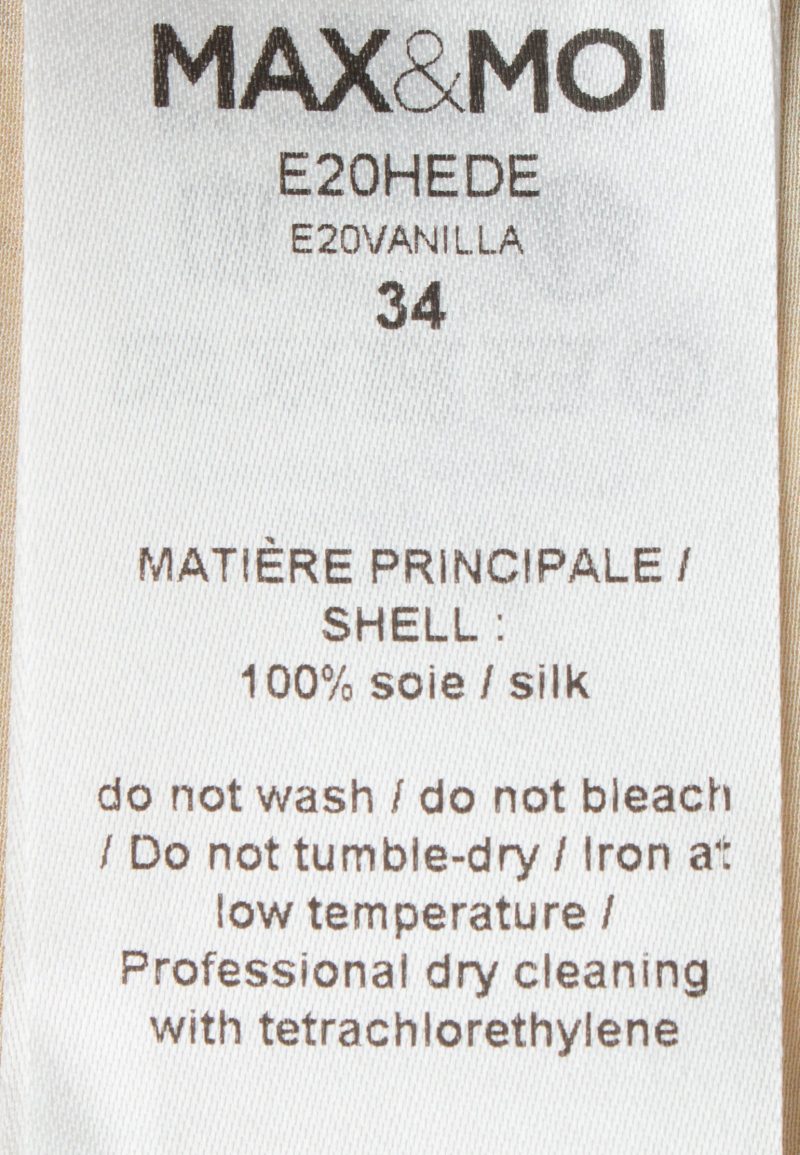 MAX&MOI
E20HEDE
E20VANILLA
34
MATIÈRE PRINCIPALE /
SHELL :
100% soie / silk
do not wash / do not bleach
/ Do not tumble-dry / Iron at
low temperature /
Professional dry cleaning
with tetrachlorethylene